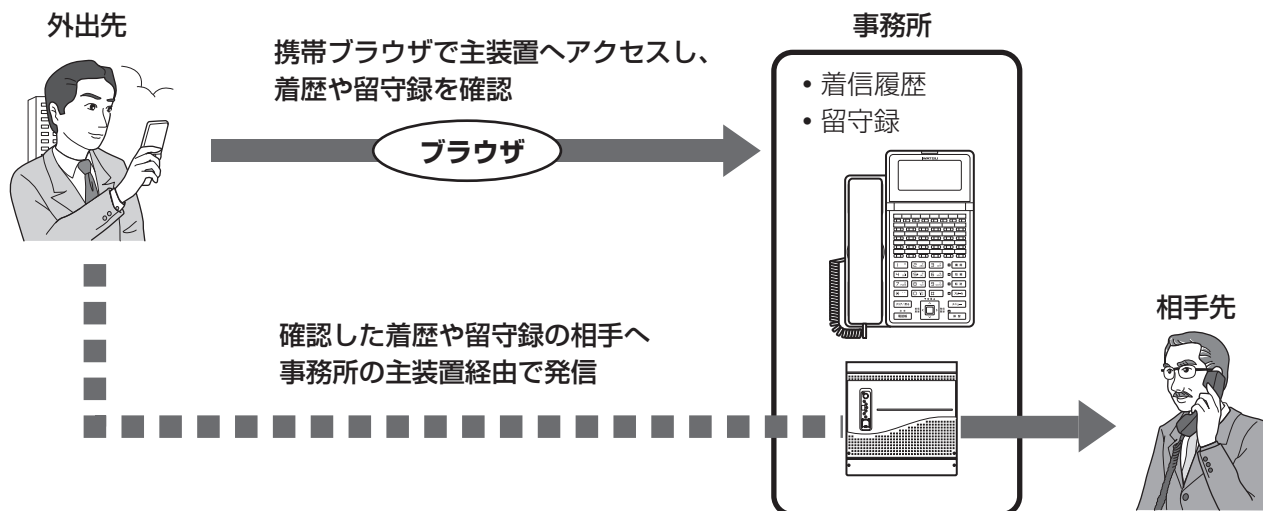 外出先
携帯ブラウザで主装置へアクセスし、
着歴や留守録を確認
ブラウザ
事務所
• 着信履歴
• 留守録
確認した着歴や留守録の相手へ
事務所の主装置経由で発信
相手先